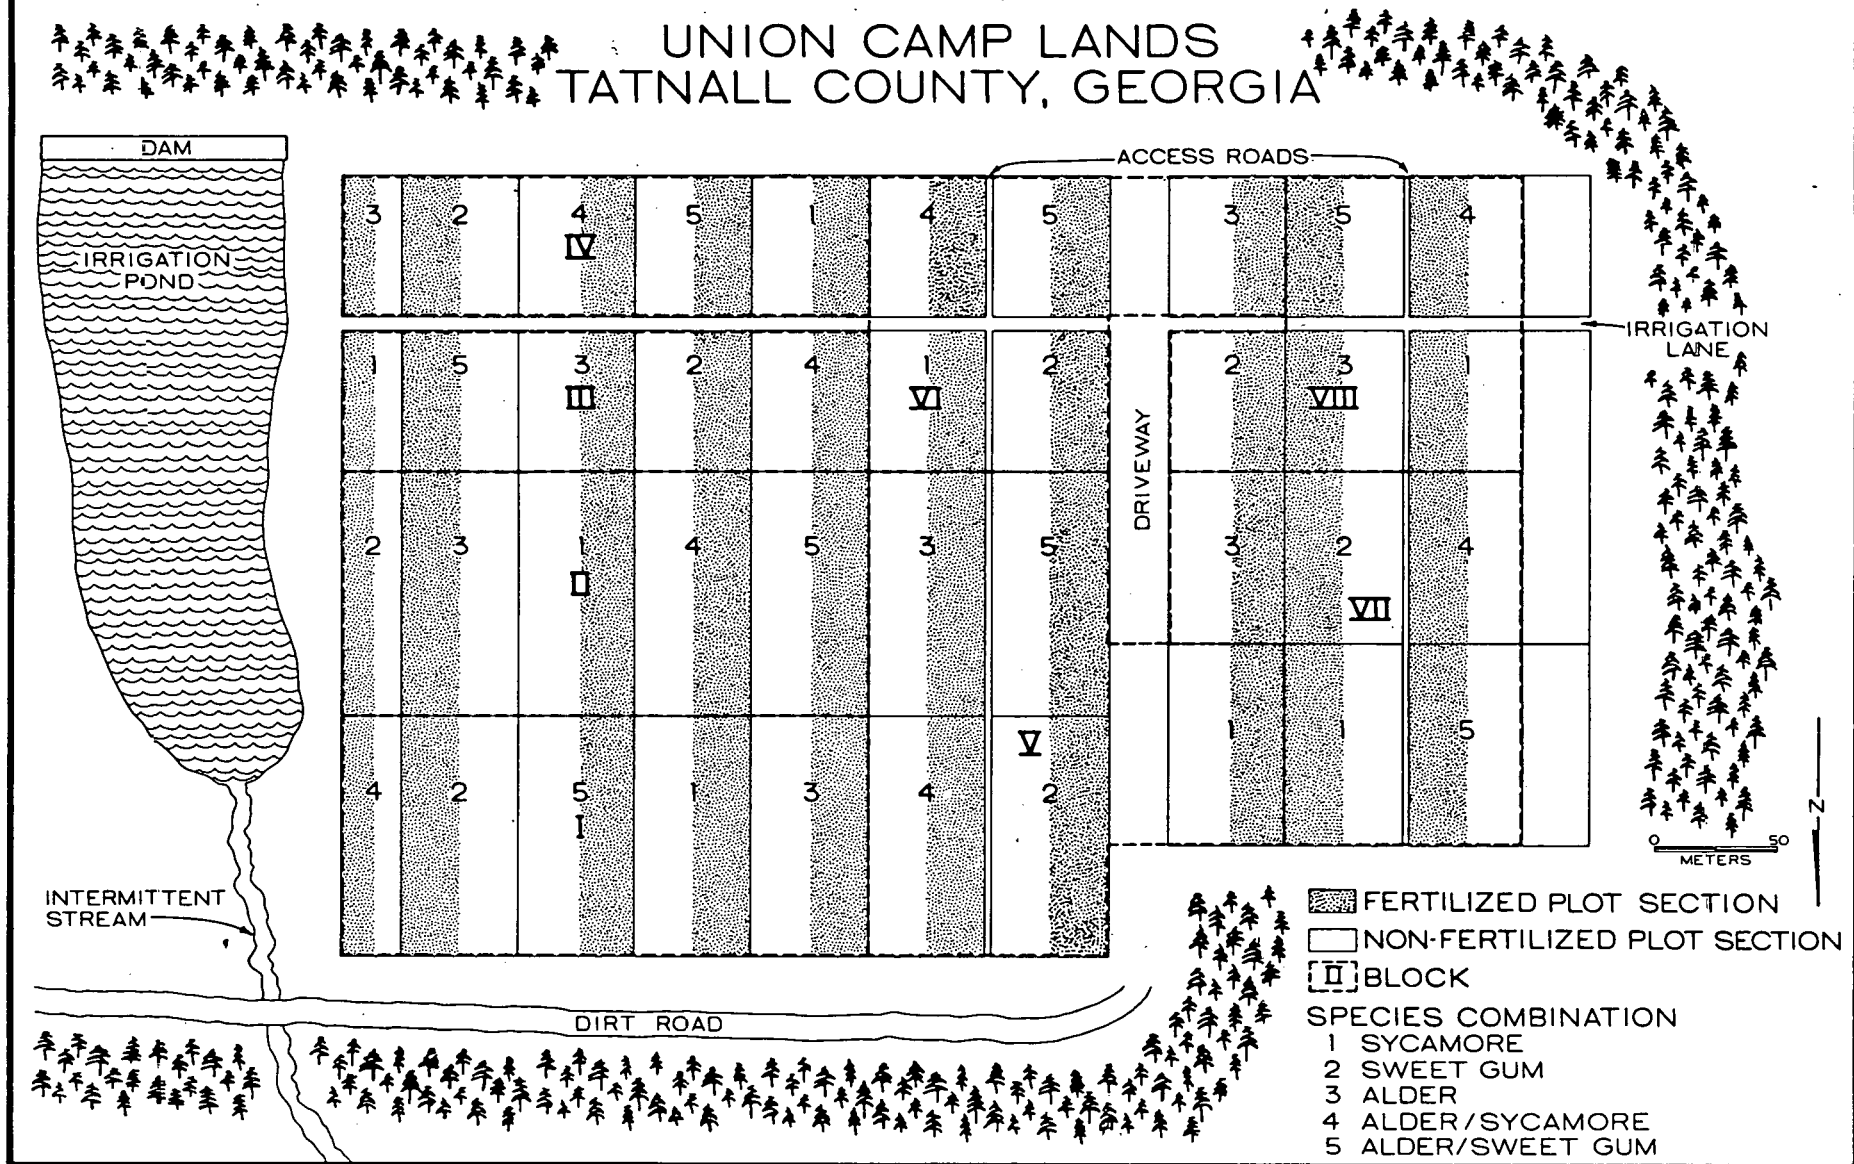 UNION CAMP LANDS
TATNALL COUNTY, GEORGIA
DAM
ACCESS ROADS
3 2 4 5 1 4 5 3 5 4
IV
IRRIGATION
POND
IRRIGATION
LANE
1 5 3 2 4 1 2 2 3 1
III VI VIII
DRIVEWAY
2 3 1 4 5 3 5 3 2 4
II VII
1 1 5
V
4 2 5 1 3 4 2
I
N
0 50
METERS
INTERMITTENT
STREAM
FERTILIZED PLOT SECTION
NON-FERTILIZED PLOT SECTION
II BLOCK
SPECIES COMBINATION
1 SYCAMORE
2 SWEET GUM
3 ALDER
4 ALDER/SYCAMORE
5 ALDER/SWEET GUM
DIRT ROAD